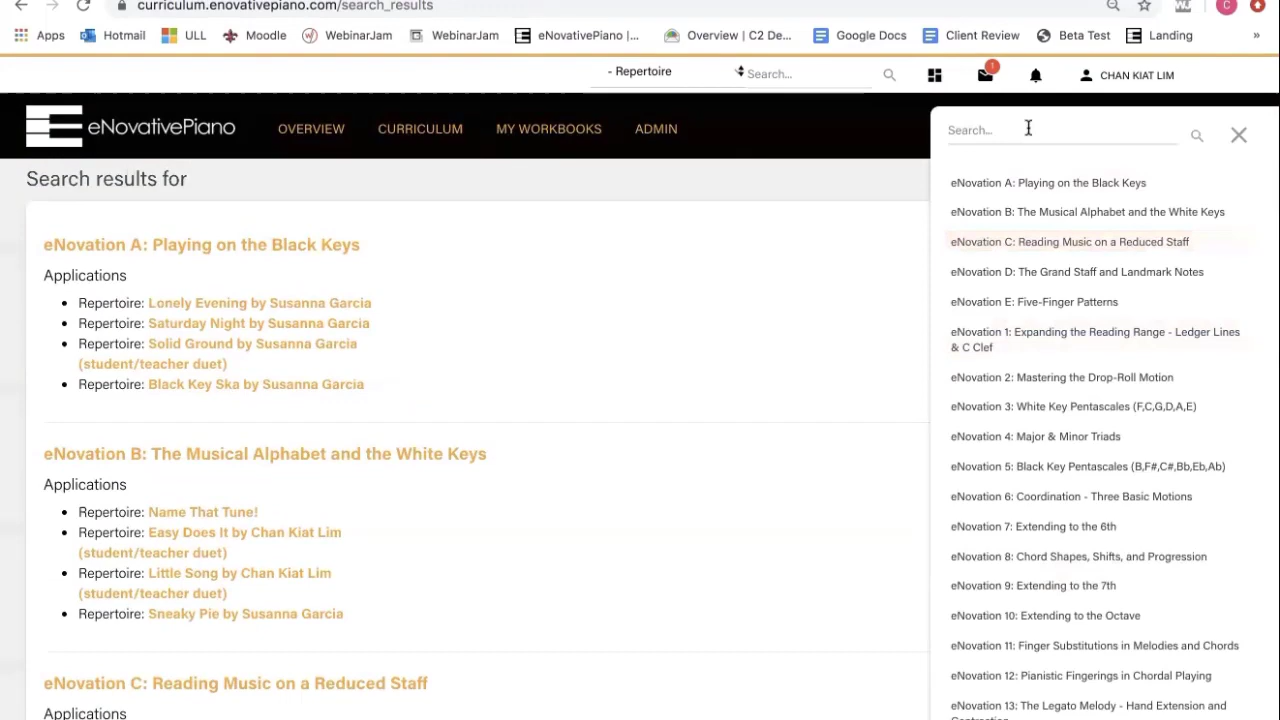 curriculum.enovativepiano.com/search_results
Apps Hotmail ULL Moodle WebinarJam WebinarJam eNovativePiano |... Overview | C2 De... Google Docs Client Review Beta Test Landing »
- Repertoire Search... 1 CHAN KIAT LIM
eNovativePiano OVERVIEW CURRICULUM MY WORKBOOKS ADMIN
Search results for
eNovation A: Playing on the Black Keys
Applications
Repertoire: Lonely Evening by Susanna Garcia
Repertoire: Saturday Night by Susanna Garcia
Repertoire: Solid Ground by Susanna Garcia
(student/teacher duet)
Repertoire: Black Key Ska by Susanna Garcia
eNovation B: The Musical Alphabet and the White Keys
Applications
Repertoire: Name That Tune!
Repertoire: Easy Does It by Chan Kiat Lim
(student/teacher duet)
Repertoire: Little Song by Chan Kiat Lim
(student/teacher duet)
Repertoire: Sneaky Pie by Susanna Garcia
eNovation C: Reading Music on a Reduced Staff
Applications
Search...
eNovation A: Playing on the Black Keys
eNovation B: The Musical Alphabet and the White Keys
eNovation C: Reading Music on a Reduced Staff
eNovation D: The Grand Staff and Landmark Notes
eNovation E: Five-Finger Patterns
eNovation 1: Expanding the Reading Range - Ledger Lines
& C Clef
eNovation 2: Mastering the Drop-Roll Motion
eNovation 3: White Key Pentascales (F,C,G,D,A,E)
eNovation 4: Major & Minor Triads
eNovation 5: Black Key Pentascales (B,F#,C#,Bb,Eb,Ab)
eNovation 6: Coordination - Three Basic Motions
eNovation 7: Extending to the 6th
eNovation 8: Chord Shapes, Shifts, and Progression
eNovation 9: Extending to the 7th
eNovation 10: Extending to the Octave
eNovation 11: Finger Substitutions in Melodies and Chords
eNovation 12: Pianistic Fingerings in Chordal Playing
eNovation 13: The Legato Melody - Hand Extension and
Contraction